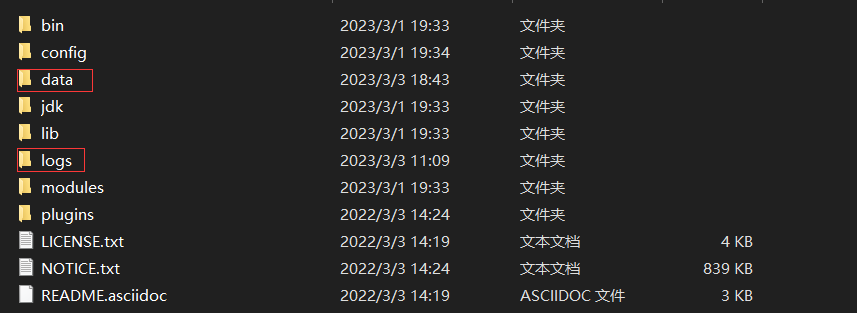 bin 2023/3/1 19:33 文件夹
config 2023/3/1 19:34 文件夹
data 2023/3/3 18:43 文件夹
jdk 2023/3/1 19:33 文件夹
lib 2023/3/1 19:33 文件夹
logs 2023/3/3 11:09 文件夹
modules 2023/3/1 19:33 文件夹
plugins 2022/3/3 14:24 文件夹
LICENSE.txt 2022/3/3 14:19 文本文档 4 KB
NOTICE.txt 2022/3/3 14:24 文本文档 839 KB
README.asciidoc 2022/3/3 14:19 ASCIIDOC 文件 3 KB